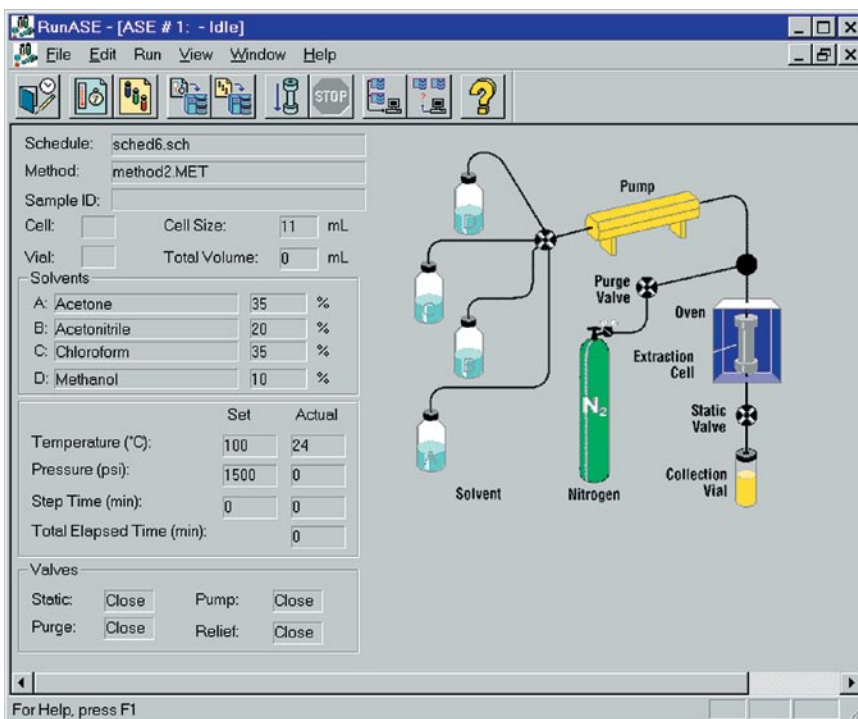 RunASE - [ASE # 1: - Idle]
File Edit Run View Window Help
STOP
Schedule: sched6.sch
Method: method2.MET
Sample ID:
Cell: Cell Size: 11 mL
Vial: Total Volume: 0 mL
Solvents
A: Acetone 35 %
B: Acetonitrile 20 %
C: Chloroform 35 %
D: Methanol 10 %
Set Actual
Temperature (°C): 100 24
Pressure (psi): 1500 0
Step Time (min): 0 0
Total Elapsed Time (min): 0
Valves
Static: Close Pump: Close
Purge: Close Relief: Close
D
C
B
A
Solvent
Pump
Purge
Valve
N2
Nitrogen
Oven
Extraction
Cell
Static
Valve
Collection
Vial
For Help, press F1